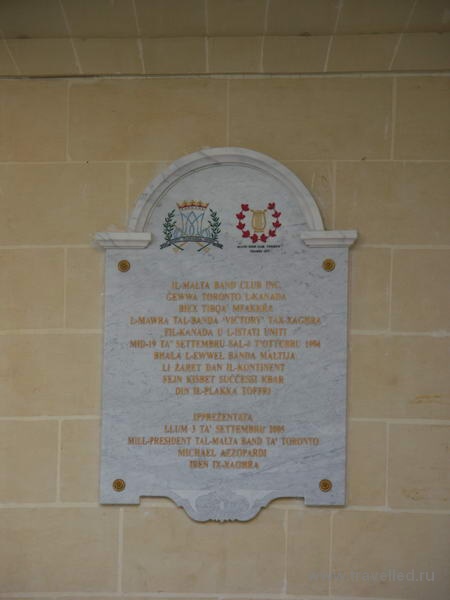 IL-MALTA BAND CLUB INC.
ĠEWWA TORONTO L-KANADA
BIEX TIBQA' MFAKKRA
L-MAWRA TAL-BANDA 'VICTORY' TAX-XAGĦRA
FIL-KANADA U L-ISTATI UNITI
MID-19 TA' SETTEMBRU SAL-4 T'OTTUBRU 1994
BĦALA L-EWWEL BANDA MALTIJA
LI ŻARET DAN IL-KONTINENT
FEJN KISBET SUĊĊESSI KBAR
DIN IL-PLAKKA TOFFRI
IPPREŻENTATA
LLUM 3 TA' SETTEMBRU 2005
MILL-PRESIDENT TAL-MALTA BAND TA' TORONTO
MICHAEL AZZOPARDI
IBEN IX-XAGĦRA